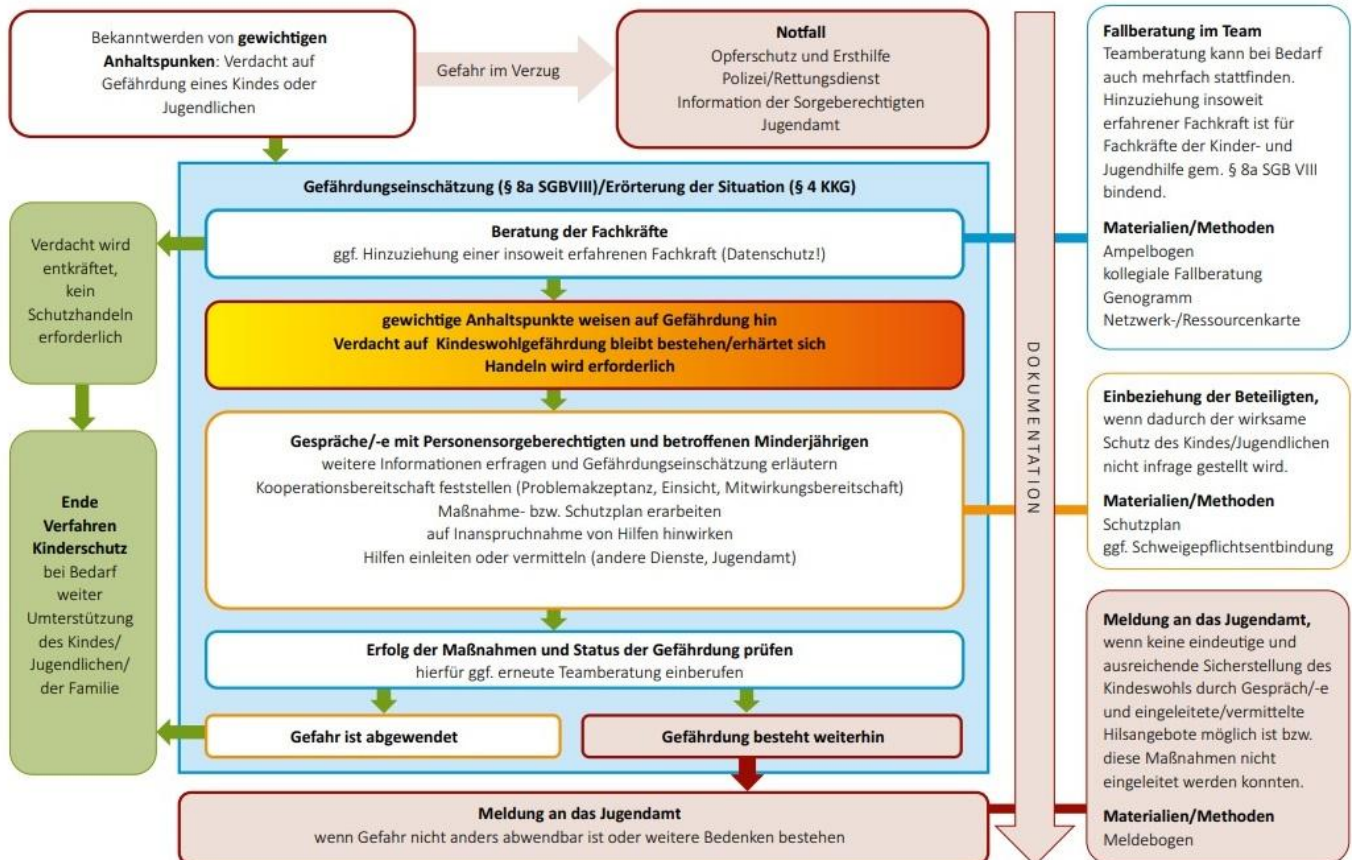 Bekanntwerden von gewichtigen
Anhaltspunken: Verdacht auf
Gefährdung eines Kindes oder
Jugendlichen
Gefahr im Verzug
Notfall
Opferschutz und Ersthilfe
Polizei/Rettungsdienst
Information der Sorgeberechtigten
Jugendamt
Gefährdungseinschätzung (§ 8a SGBVIII)/Erörterung der Situation (§ 4 KKG)
Beratung der Fachkräfte
ggf. Hinzuziehung einer insoweit erfahrenen Fachkraft (Datenschutz!)
Verdacht wird
entkräftet,
kein
Schutzhandeln
erforderlich
gewichtige Anhaltspunkte weisen auf Gefährdung hin
Verdacht auf Kindeswohlgefährdung bleibt bestehen/erhärtet sich
Handeln wird erforderlich
Gespräche/-e mit Personensorgeberechtigten und betroffenen Minderjährigen
weitere Informationen erfragen und Gefährdungseinschätzung erläutern
Kooperationsbereitschaft feststellen (Problemakzeptanz, Einsicht, Mitwirkungsbereitschaft)
Maßnahme- bzw. Schutzplan erarbeiten
auf Inanspruchnahme von Hilfen hinwirken
Hilfen einleiten oder vermitteln (andere Dienste, Jugendamt)
Ende
Verfahren
Kinderschutz
bei Bedarf
weiter
Umterstützung
des Kindes/
Jugendlichen/
der Familie
Erfolg der Maßnahmen und Status der Gefährdung prüfen
hierfür ggf. erneute Teamberatung einberufen
Gefahr ist abgewendet
Gefährdung besteht weiterhin
Meldung an das Jugendamt
wenn Gefahr nicht anders abwendbar ist oder weitere Bedenken bestehen
DOKUMENTATION
Fallberatung im Team
Teamberatung kann bei Bedarf
auch mehrfach stattfinden.
Hinzuziehung insoweit
erfahrener Fachkraft ist für
Fachkräfte der Kinder- und
Jugendhilfe gem. § 8a SGB VIII
bindend.
Materialien/Methoden
Ampelbogen
kollegiale Fallberatung
Genogramm
Netzwerk-/Ressourcenkarte
Einbeziehung der Beteiligten,
wenn dadurch der wirksame
Schutz des Kindes/Jugendlichen
nicht infrage gestellt wird.
Materialien/Methoden
Schutzplan
ggf. Schweigepflichtsentbindung
Meldung an das Jugendamt,
wenn keine eindeutige und
ausreichende Sicherstellung des
Kindeswohls durch Gespräch/-e
und eingeleitete/vermittelte
Hilsangebote möglich ist bzw.
diese Maßnahmen nicht
eingeleitet werden konnten.
Materialien/Methoden
Meldebogen